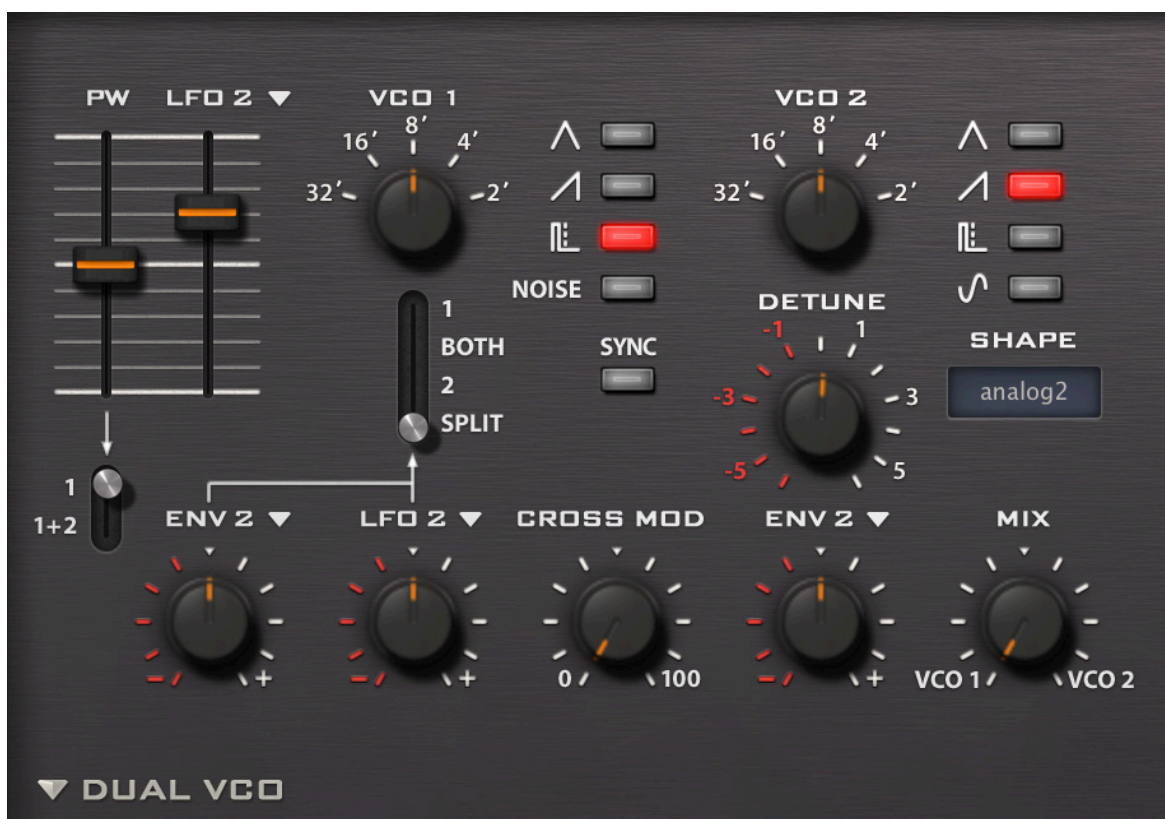 PW LFO 2 VCO 1 VCO 2
8′ 8′
16′ 4′ 16′ 4′
32′ 2′ 32′ 2′
NOISE
1 DETUNE
BOTH SYNC -1 1 SHAPE
2 -3 3 analog2
SPLIT
-5 5
1
1+2
ENV 2 LFO 2 CROSS MOD ENV 2 MIX
- + - + 0 100 - + VCO 1 VCO 2
DUAL VCO